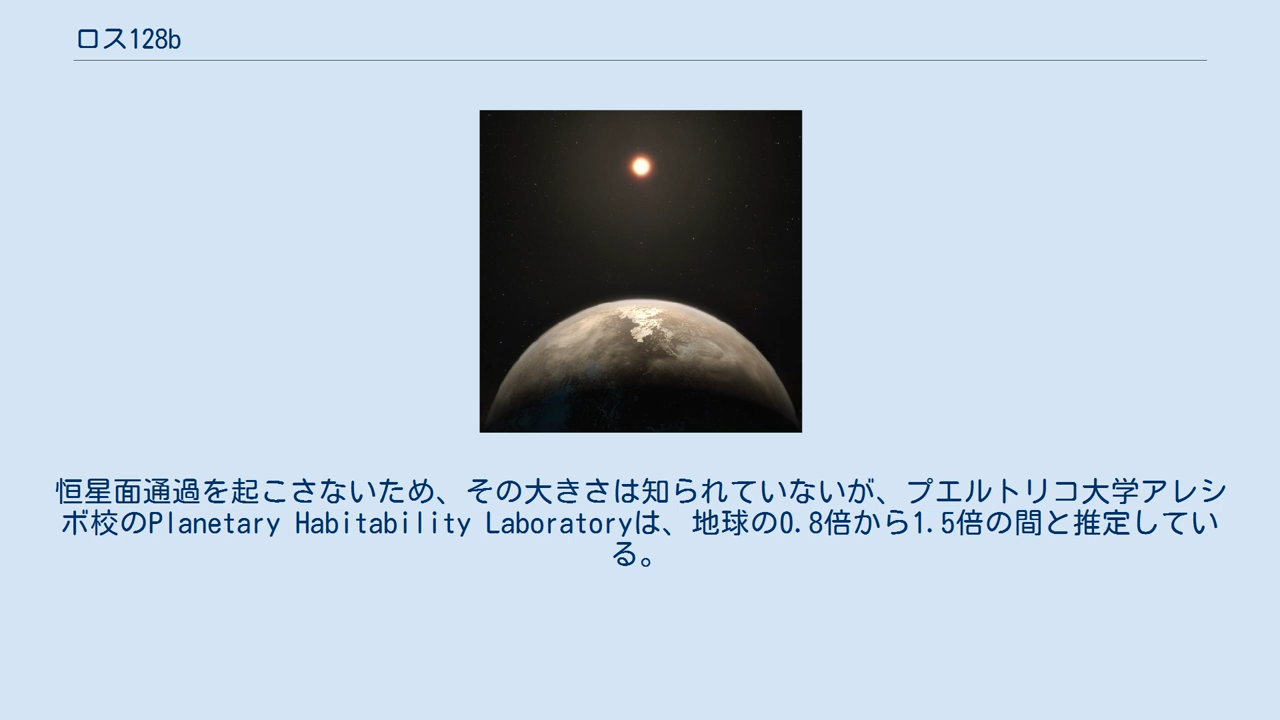 ロス128b
恒星面通過を起こさないため、その大きさは知られていないが、プエルトリコ大学アレシ
ボ校のPlanetary Habitability Laboratoryは、地球の0.8倍から1.5倍の間と推定してい
る。